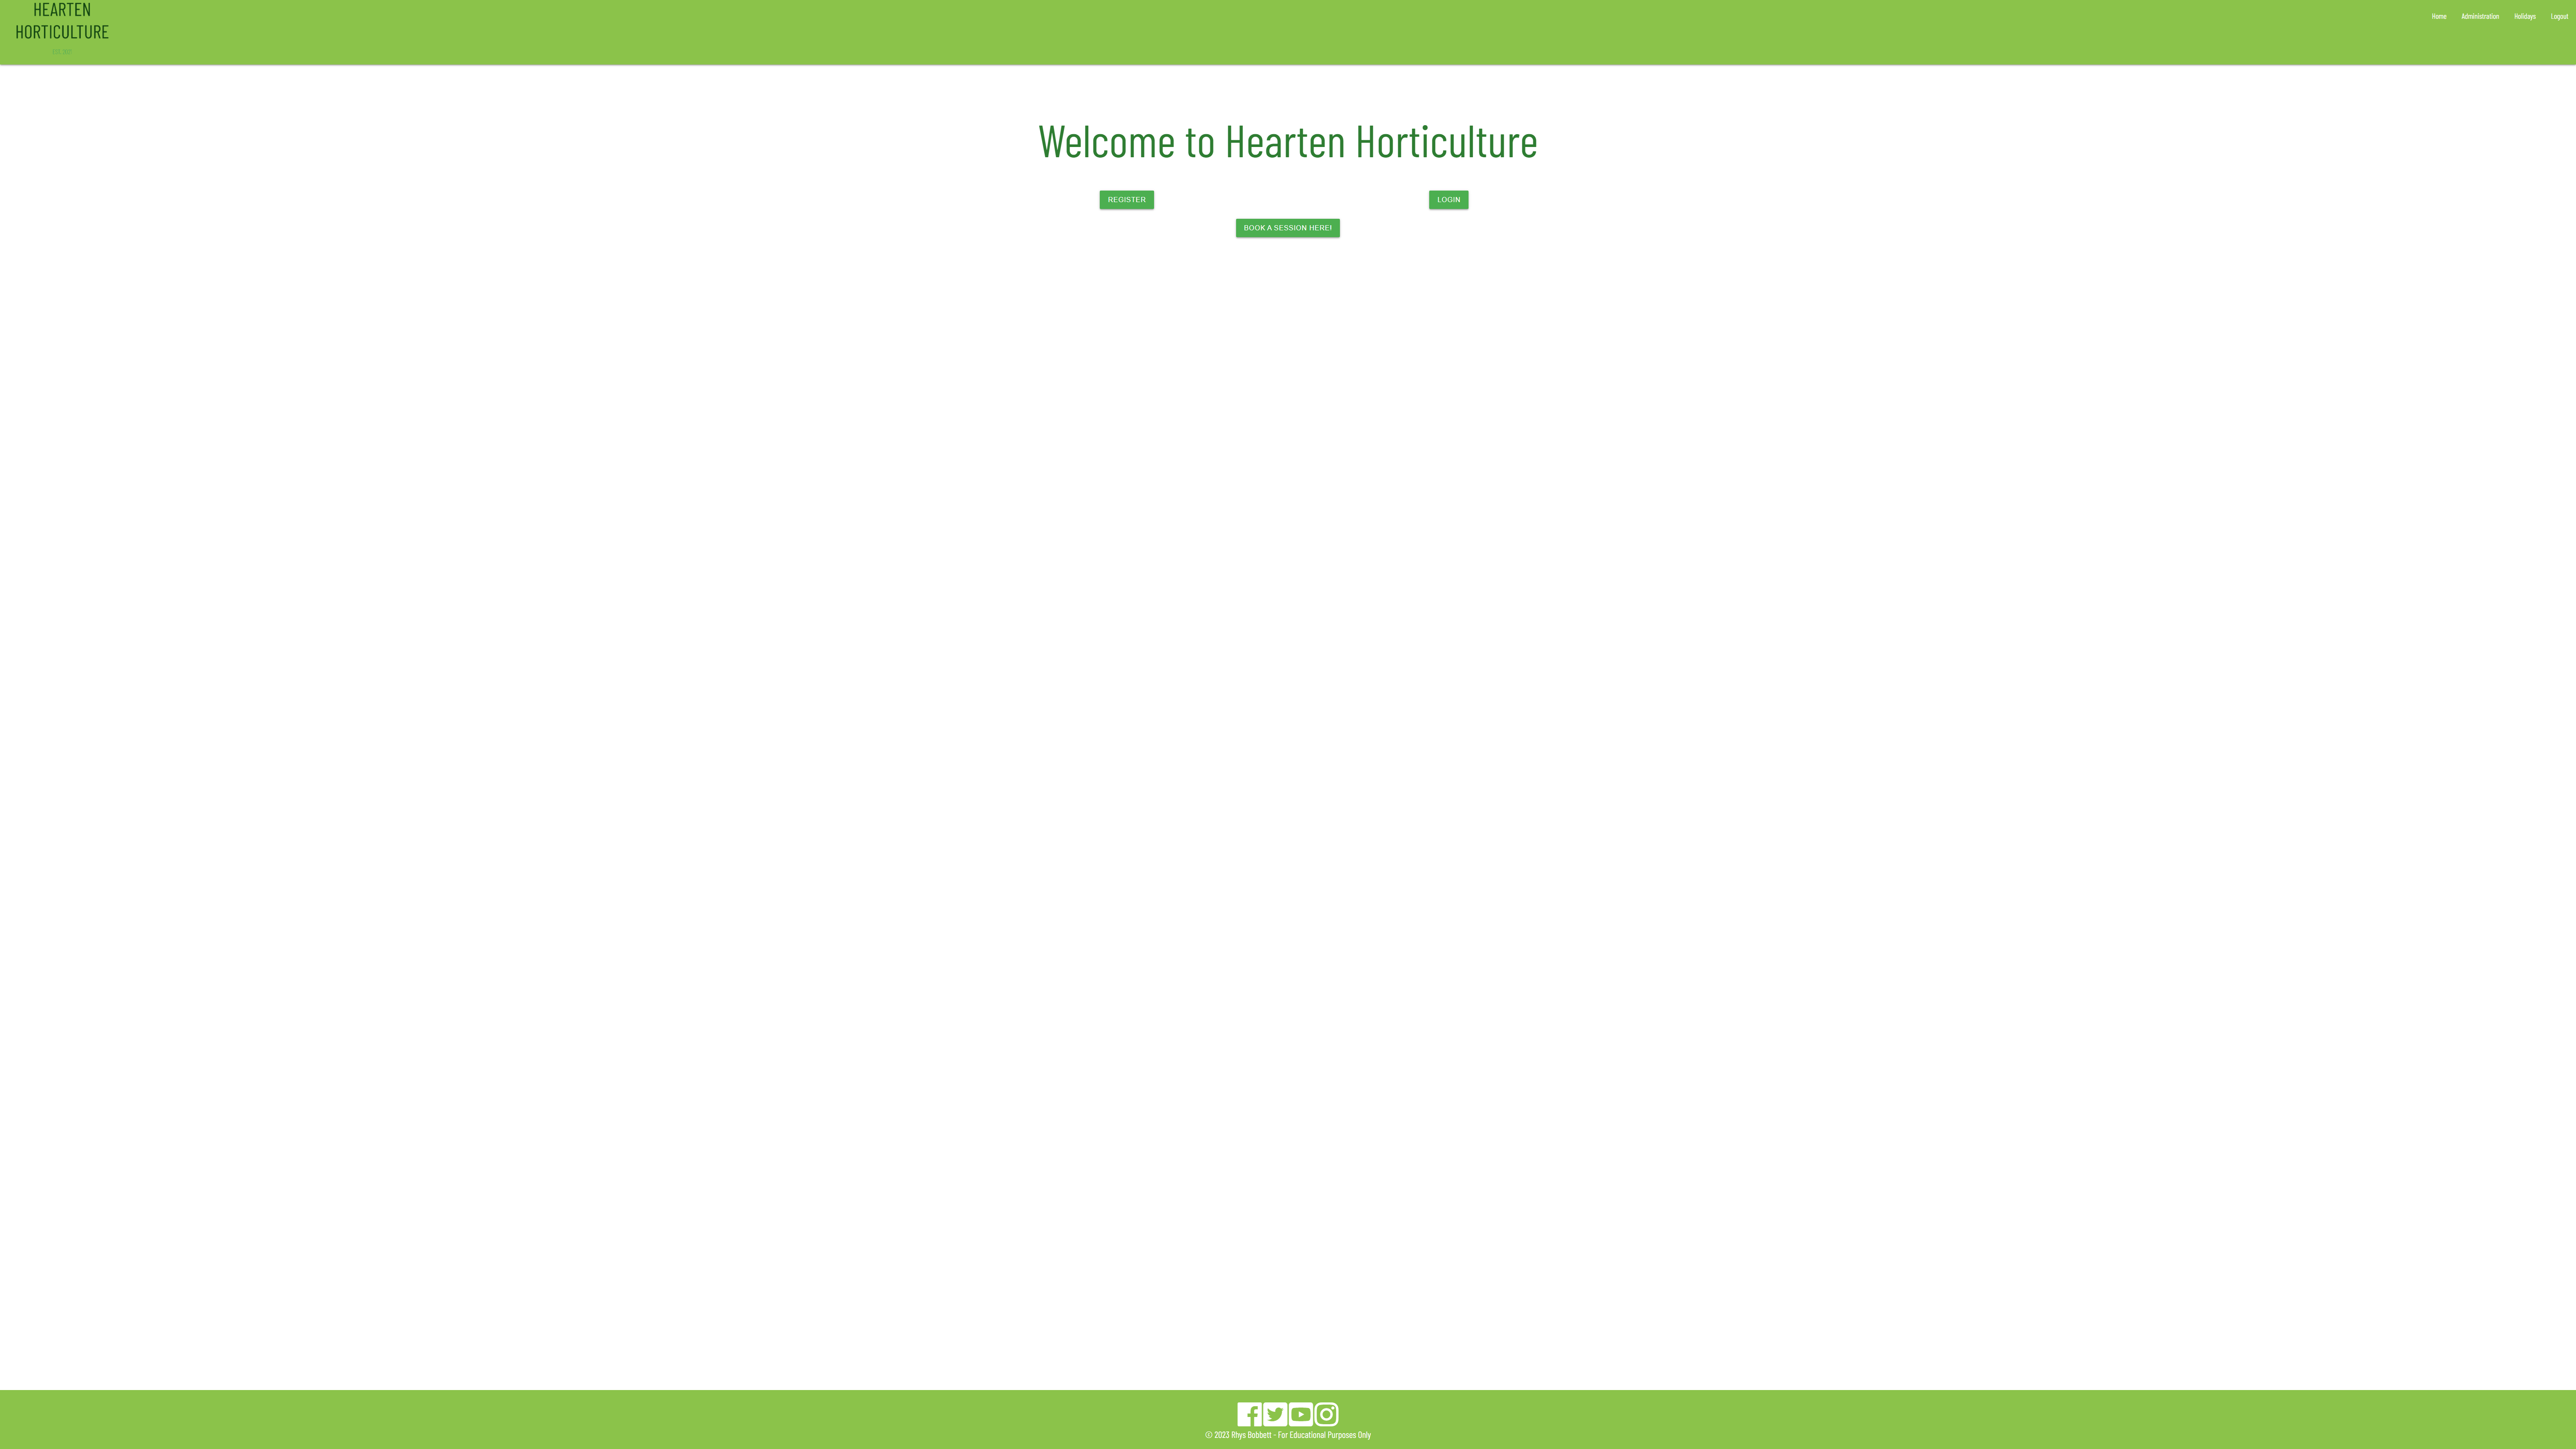 HEARTEN
HORTICULTURE
Home Administration Holidays Logout
Welcome to Hearten Horticulture
REGISTER LOGIN
BOOK A SESSION HERE!
© 2023 Rhys Bobbett - For Educational Purposes Only